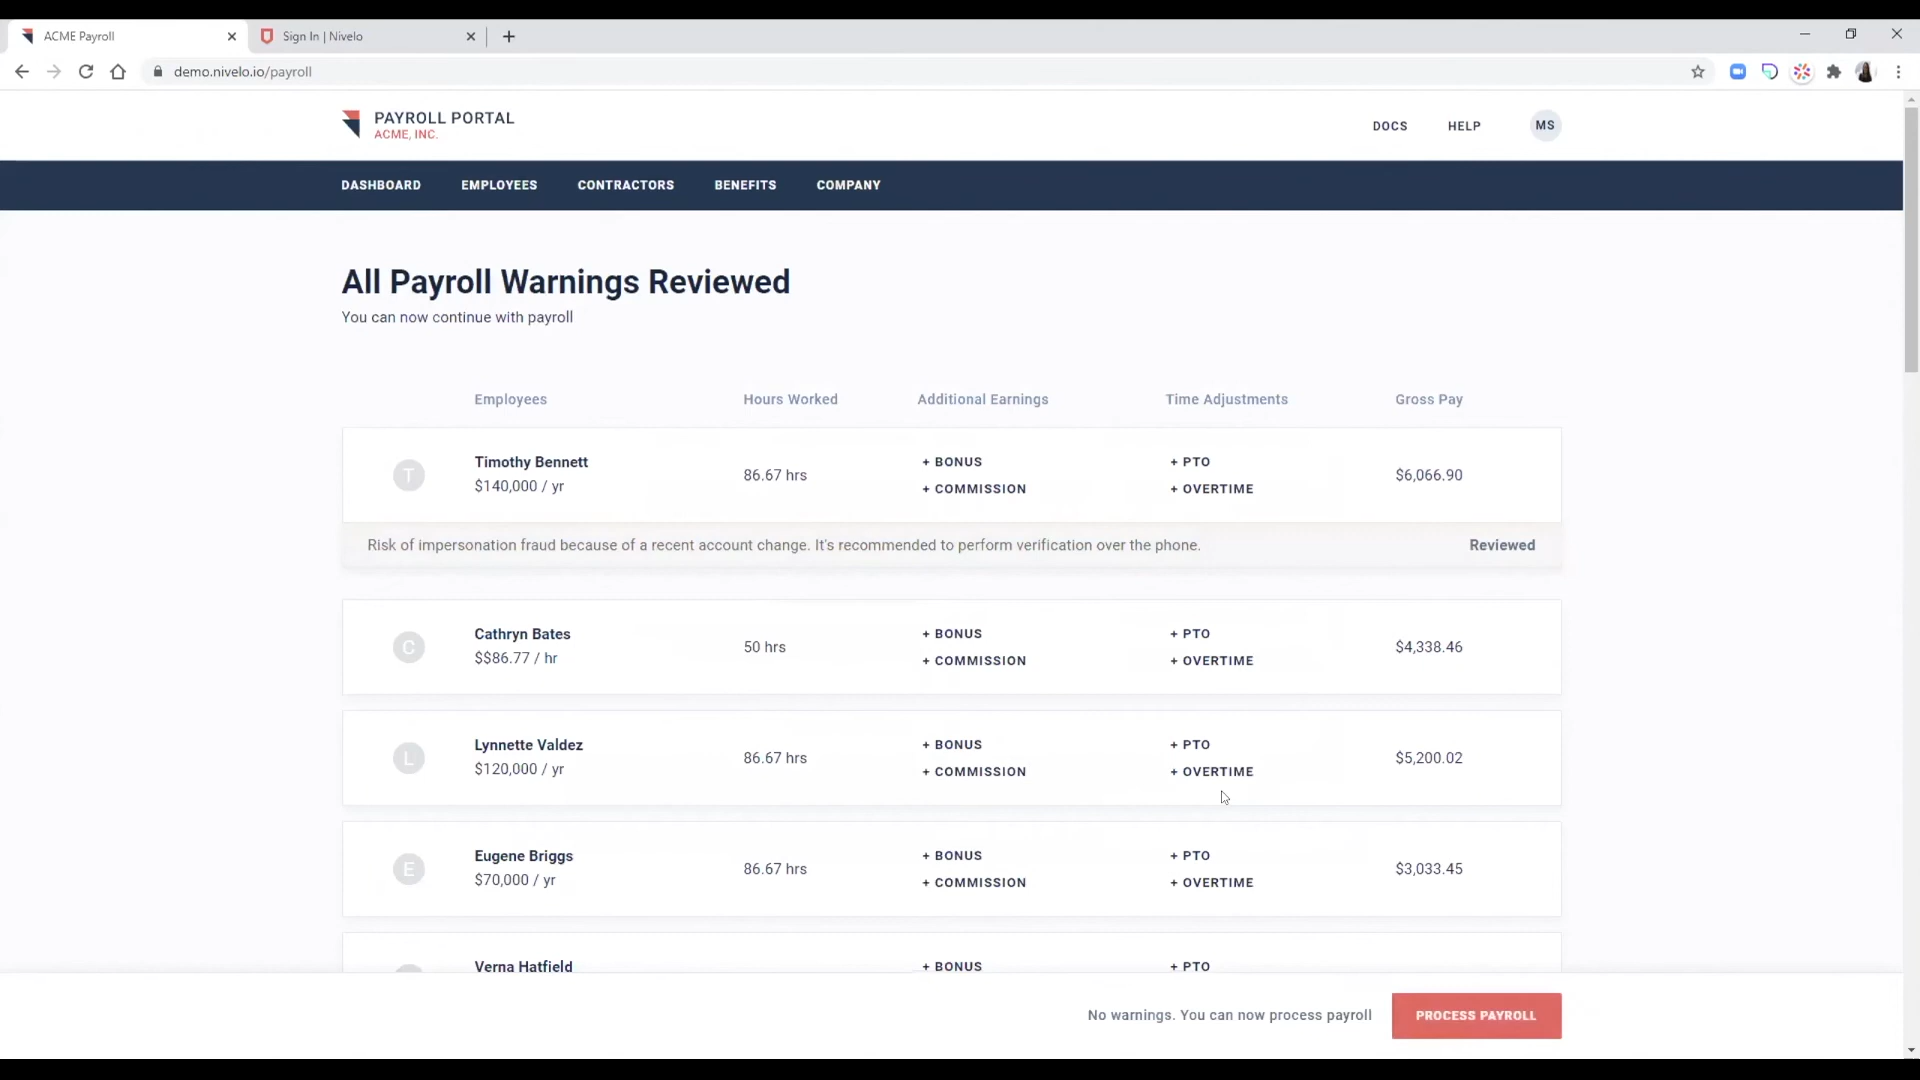 ACME Payroll
Sign In | Nivelo
demo.nivelo.io/payroll
PAYROLL PORTAL
ACME, INC.
DOCS HELP MS
DASHBOARD EMPLOYEES CONTRACTORS BENEFITS COMPANY
All Payroll Warnings Reviewed
You can now continue with payroll
Employees Hours Worked Additional Earnings Time Adjustments Gross Pay
T
Timothy Bennett
$140,000 / yr
86.67 hrs
+ BONUS
+ COMMISSION
+ PTO
+ OVERTIME
$6,066.90
Risk of impersonation fraud because of a recent account change. It's recommended to perform verification over the phone. Reviewed
C
Cathryn Bates
$$86.77 / hr
50 hrs
+ BONUS
+ COMMISSION
+ PTO
+ OVERTIME
$4,338.46
L
Lynnette Valdez
$120,000 / yr
86.67 hrs
+ BONUS
+ COMMISSION
+ PTO
+ OVERTIME
$5,200.02
E
Eugene Briggs
$70,000 / yr
86.67 hrs
+ BONUS
+ COMMISSION
+ PTO
+ OVERTIME
$3,033.45
Verna Hatfield
+ BONUS
+ PTO
No warnings. You can now process payroll
PROCESS PAYROLL